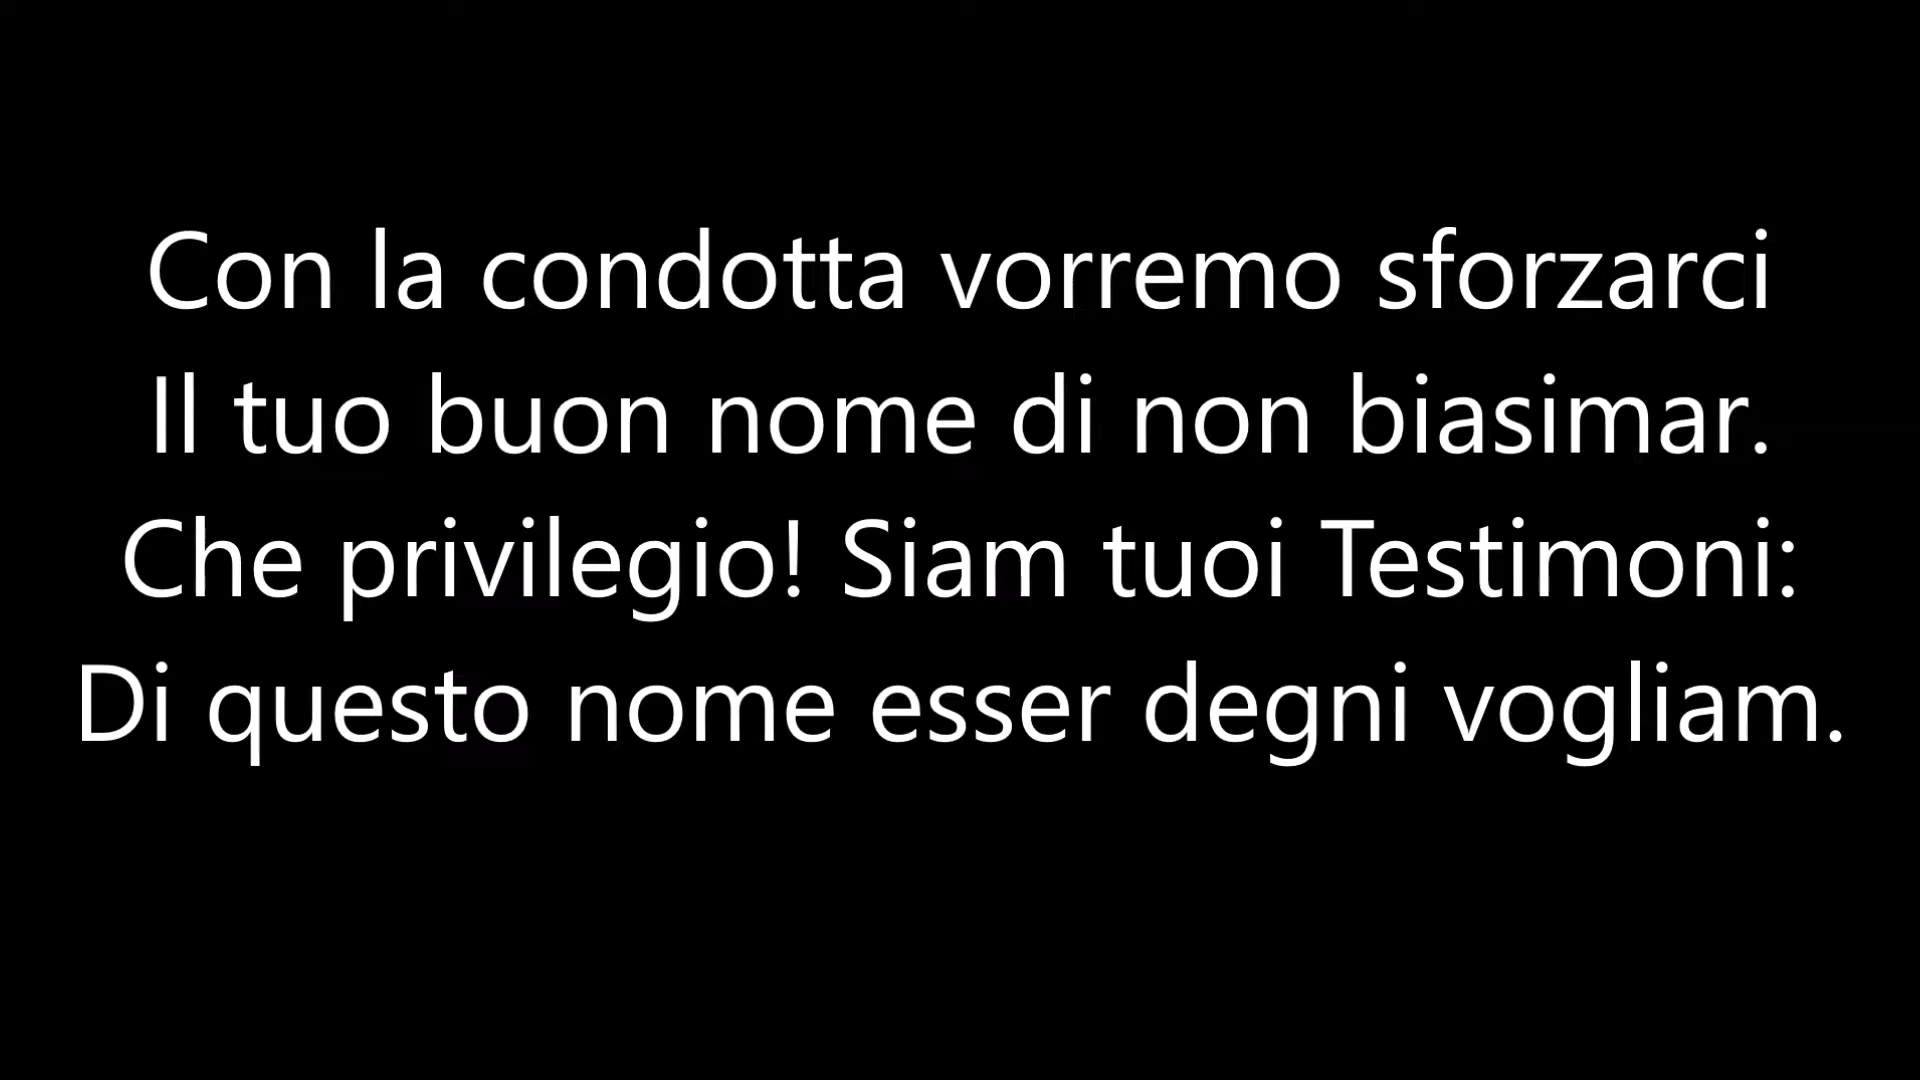 Con la condotta vorremo sforzarci
Il tuo buon nome di non biasimar.
Che privilegio! Siam tuoi Testimoni:
Di questo nome esser degni vogliam.